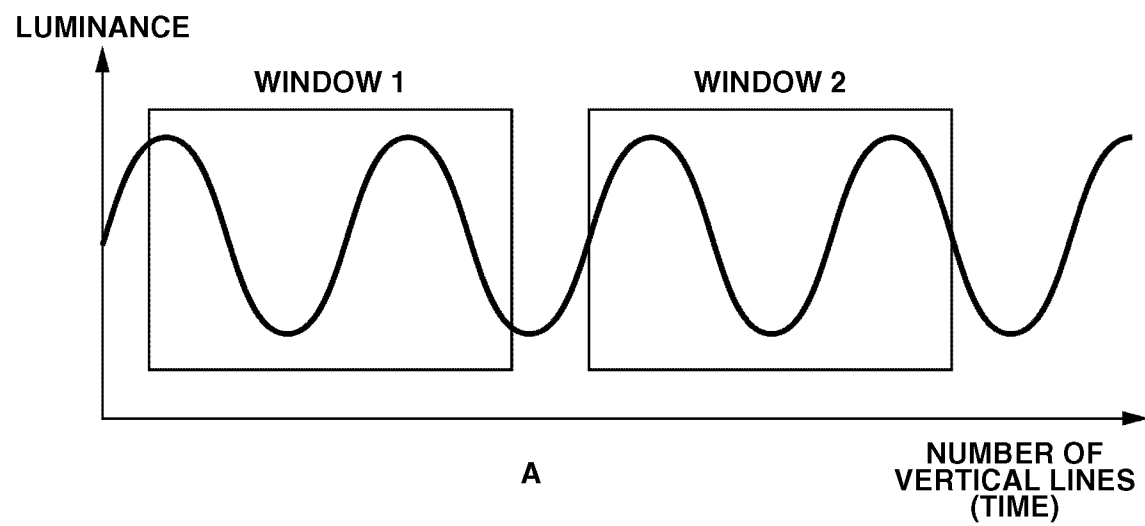 LUMINANCE
WINDOW 1
WINDOW 2
NUMBER OF
VERTICAL LINES
(TIME)
A